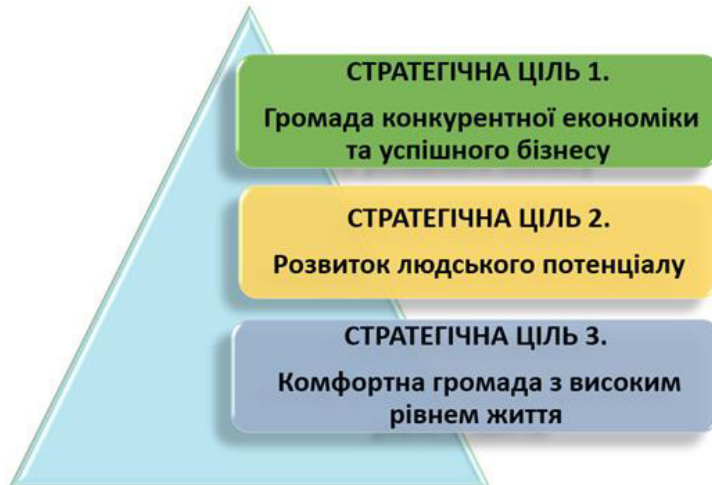 СТРАТЕГІЧНА ЦІЛЬ 1.
Громада конкурентної економіки
та успішного бізнесу
СТРАТЕГІЧНА ЦІЛЬ 2.
Розвиток людського потенціалу
СТРАТЕГІЧНА ЦІЛЬ 3.
Комфортна громада з високим
рівнем життя